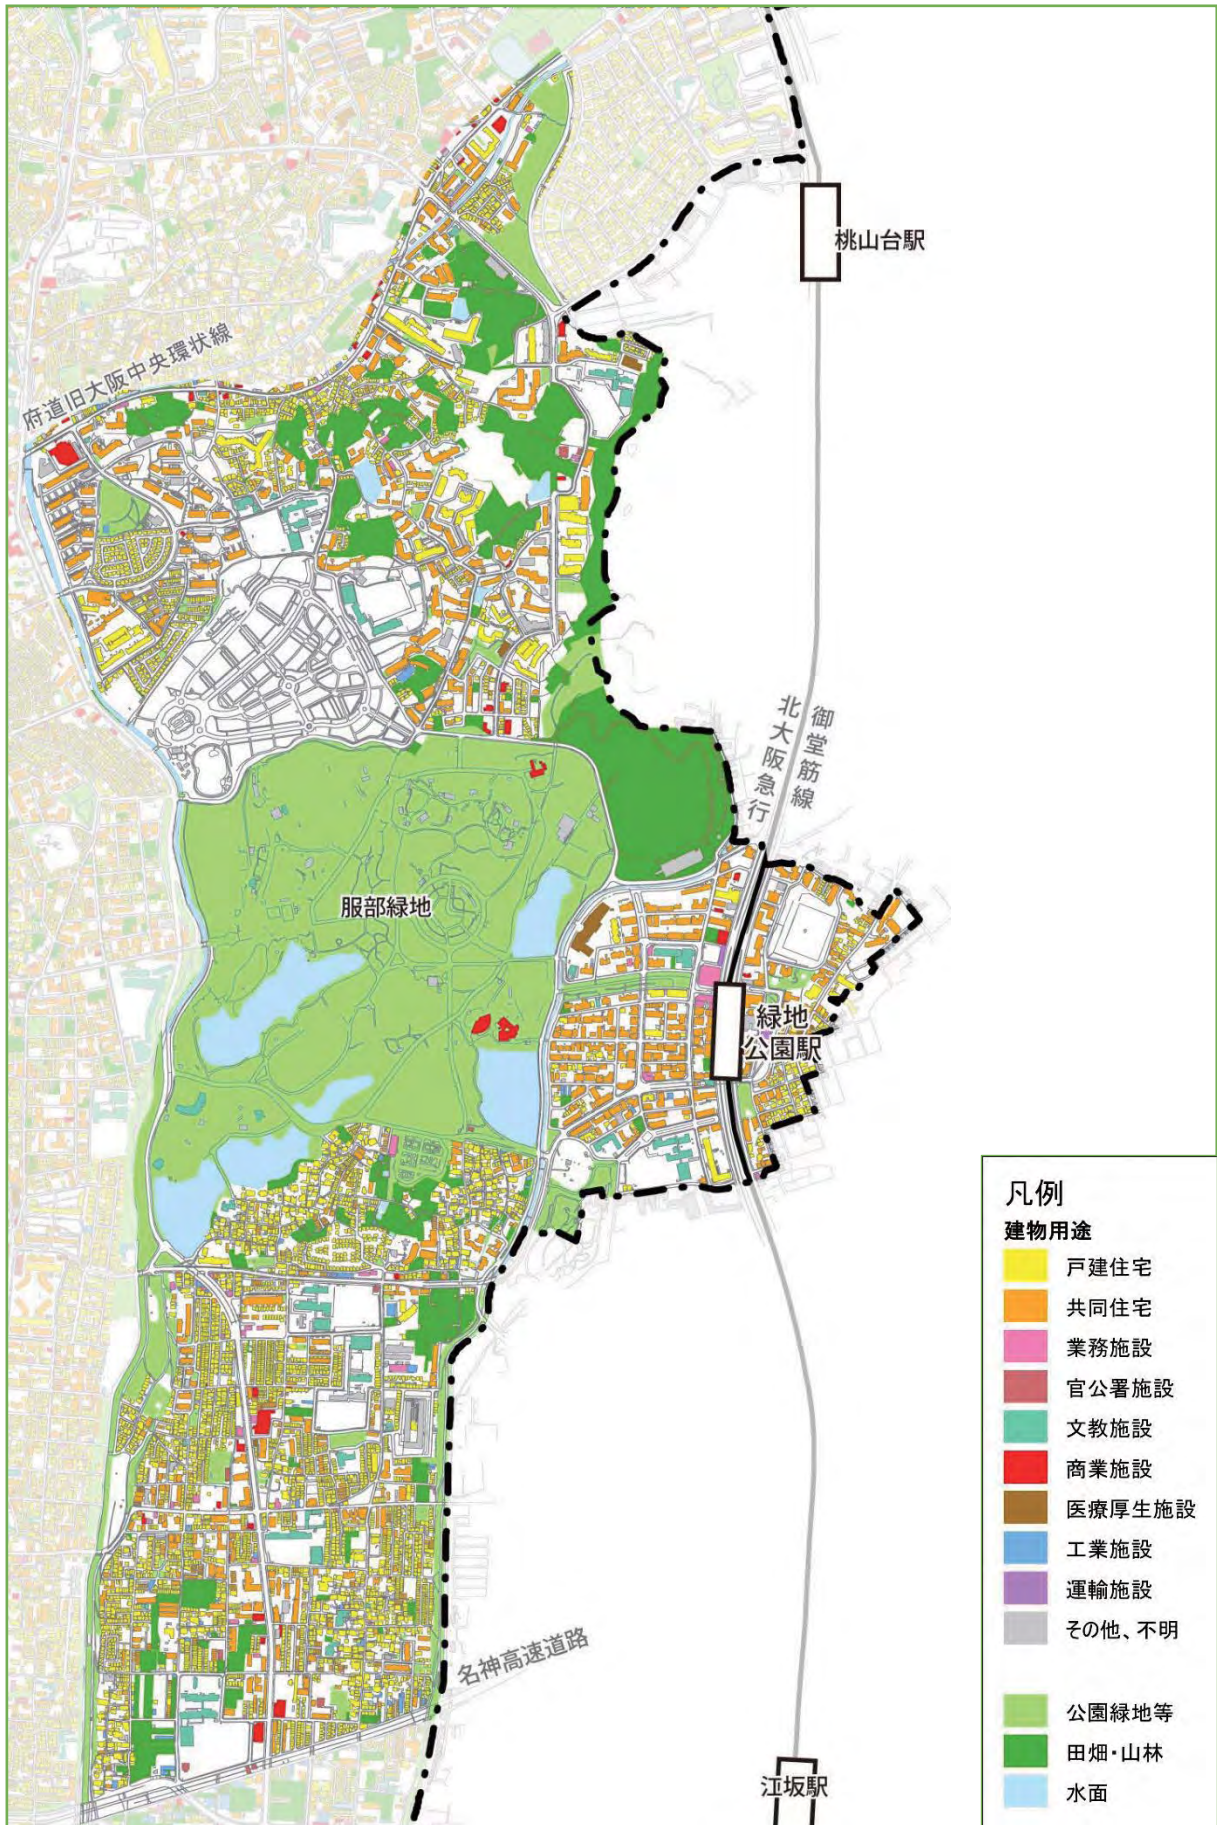 桃山台駅
府道旧大阪中央環状線
御堂筋線
北大阪急行
服部緑地
緑地
公園駅
名神高速道路
江坂駅
凡例
建物用途
戸建住宅
共同住宅
業務施設
官公署施設
文教施設
商業施設
医療厚生施設
工業施設
運輸施設
その他、不明
公園緑地等
田畑・山林
水面